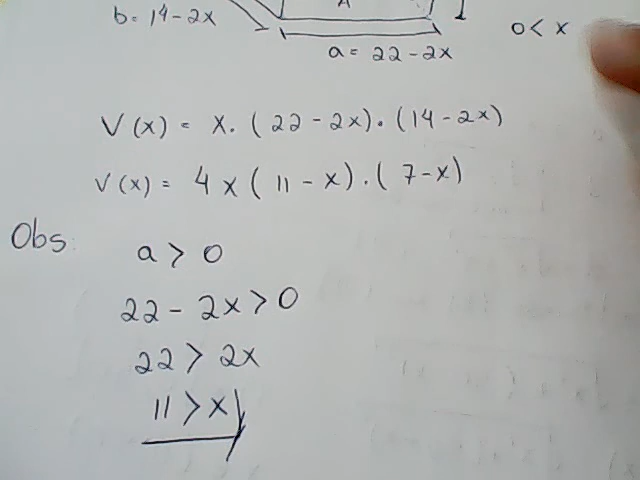 A
b = 14 - 2x
0 < x
a = 22 - 2x
V(x) = x. (22 - 2x). (14 - 2x)
V(x) = 4x (11 - x). (7 - x)
Obs:
a > 0
22 - 2x > 0
22 > 2x
11 > x